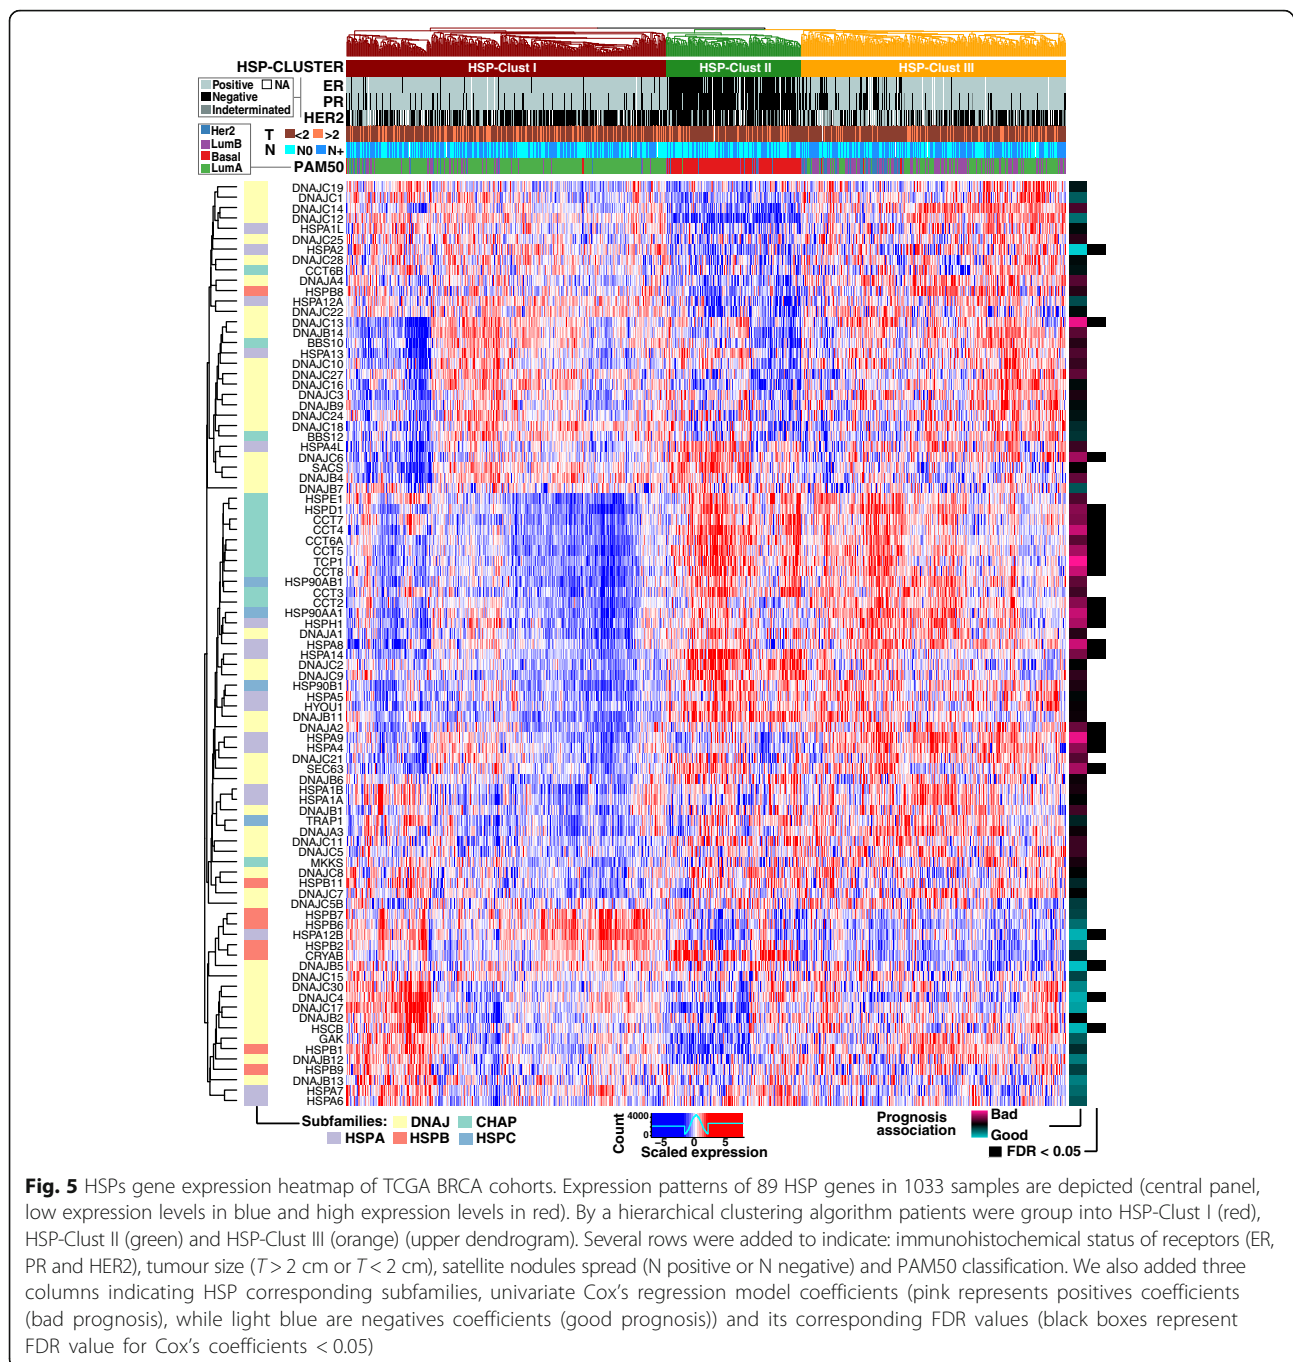 HSP-CLUSTER HSP-Clust I HSP-Clust II HSP-Clust III
Positive NA
Negative
Indeterminated
ER
PR
HER2
Her2
LumB
Basal
LumA
T <2 >2
N N0 N+
PAM50
DNAJC19
DNAJC1
DNAJC14
DNAJC12
HSPA1L
DNAJC25
HSPA2
DNAJC28
CCT6B
DNAJA4
HSPB8
HSPA12A
DNAJC22
DNAJC13
DNAJB14
BBS10
HSPA13
DNAJC10
DNAJC27
DNAJC16
DNAJC3
DNAJB9
DNAJC24
DNAJC18
BBS12
HSPA4L
DNAJC6
SACS
DNAJB4
DNAJB7
HSPE1
HSPD1
CCT7
CCT4
CCT6A
CCT5
TCP1
CCT8
HSP90AB1
CCT3
CCT2
HSP90AA1
HSPH1
DNAJA1
HSPA8
HSPA14
DNAJC2
DNAJC9
HSP90B1
HSPA5
HYOU1
DNAJB11
DNAJA2
HSPA9
HSPA4
DNAJC21
SEC63
DNAJB6
HSPA1B
HSPA1A
DNAJB1
TRAP1
DNAJA3
DNAJC11
DNAJC5
MKKS
DNAJC8
HSPB11
DNAJC7
DNAJC5B
HSPB7
HSPB6
HSPA12B
HSPB2
CRYAB
DNAJB5
DNAJC15
DNAJC30
DNAJC4
DNAJC17
DNAJB2
HSCB
GAK
HSPB1
DNAJB12
HSPB9
DNAJB13
HSPA7
HSPA6
Subfamilies: DNAJ CHAP
HSPA HSPB HSPC
Count
4000
0
−5 0 5
Scaled expression
Prognosis
association
Bad
Good
FDR < 0.05
Fig. 5 HSPs gene expression heatmap of TCGA BRCA cohorts. Expression patterns of 89 HSP genes in 1033 samples are depicted (central panel,
low expression levels in blue and high expression levels in red). By a hierarchical clustering algorithm patients were group into HSP-Clust I (red),
HSP-Clust II (green) and HSP-Clust III (orange) (upper dendrogram). Several rows were added to indicate: immunohistochemical status of receptors (ER,
PR and HER2), tumour size (T > 2 cm or T < 2 cm), satellite nodules spread (N positive or N negative) and PAM50 classification. We also added three
columns indicating HSP corresponding subfamilies, univariate Cox's regression model coefficients (pink represents positives coefficients
(bad prognosis), while light blue are negatives coefficients (good prognosis)) and its corresponding FDR values (black boxes represent
FDR value for Cox's coefficients < 0.05)